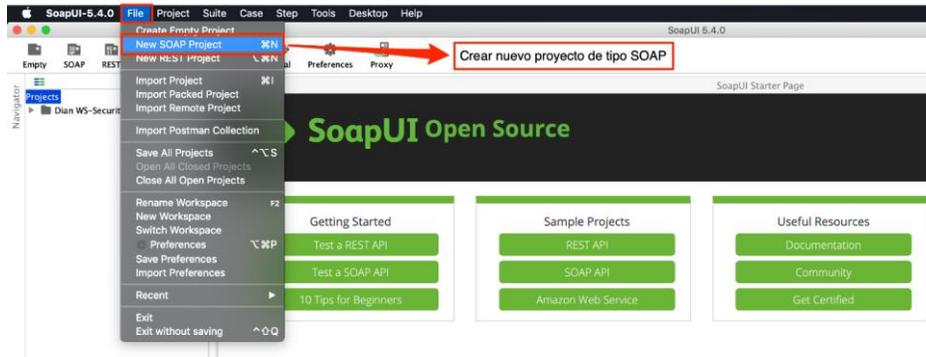 SoapUI-5.4.0 File Project Suite Case Step Tools Desktop Help
SoapUI 5.4.0
Empty SOAP REST Preferences Proxy
Create Empty Project
New SOAP Project ⌘N
New REST Project ⌥⌘N
Import Project ⌘I
Import Packed Project
Import Remote Project
Import Postman Collection
Save All Projects ^⌥S
Open All Closed Projects
Close All Open Projects
Rename Workspace F2
New Workspace
Switch Workspace
Preferences ⌥⌘P
Save Preferences
Import Preferences
Recent ▶
Exit
Exit without saving ^⇧Q
Crear nuevo proyecto de tipo SOAP
Navigator
Projects
Dian WS-Securit
SoapUI Starter Page
SoapUI Open Source
Getting Started
Test a REST API
Test a SOAP API
10 Tips for Beginners
Sample Projects
REST API
SOAP API
Amazon Web Service
Useful Resources
Documentation
Community
Get Certified